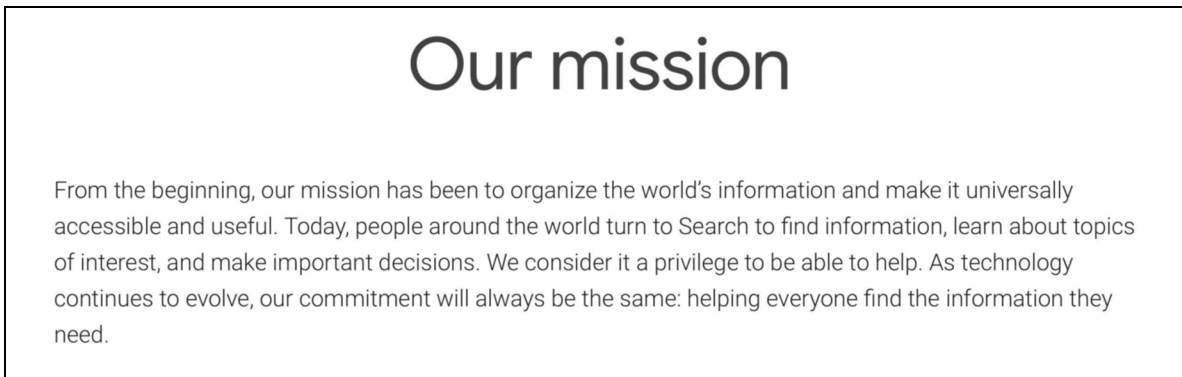 Our mission
From the beginning, our mission has been to organize the world’s information and make it universally
accessible and useful. Today, people around the world turn to Search to find information, learn about topics
of interest, and make important decisions. We consider it a privilege to be able to help. As technology
continues to evolve, our commitment will always be the same: helping everyone find the information they
need.